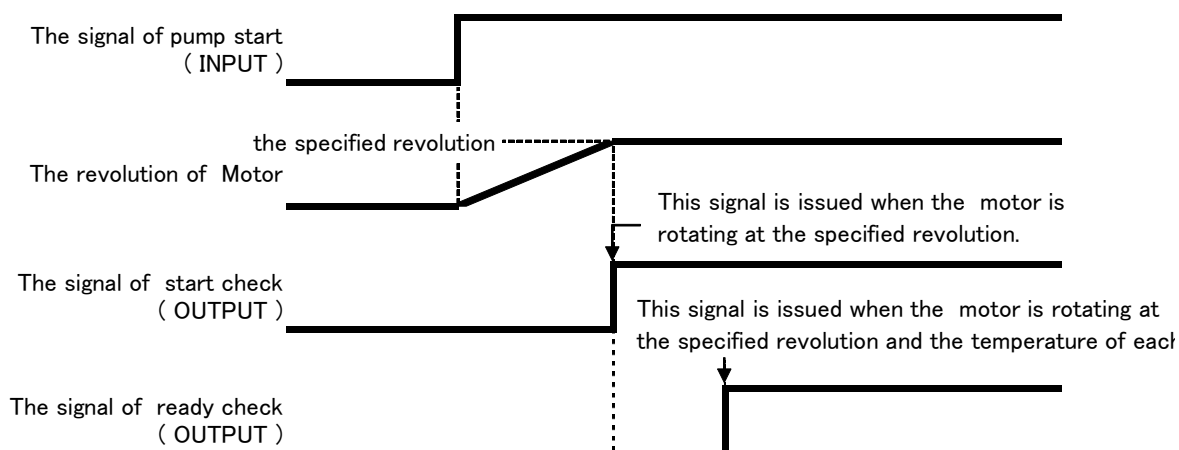 The signal of pump start
( INPUT )
the specified revolution
The revolution of Motor
This signal is issued when the motor is
rotating at the specified revolution.
The signal of start check
( OUTPUT )
This signal is issued when the motor is rotating at
the specified revolution and the temperature of each
The signal of ready check
( OUTPUT )